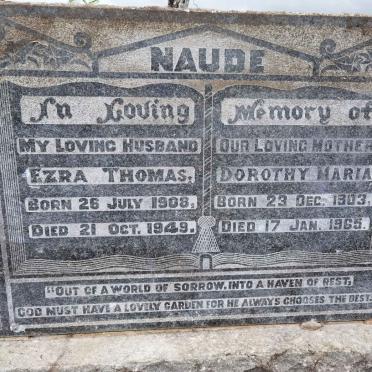 NAUDE
In Loving Memory of
MY LOVING HUSBAND
EZRA THOMAS,
BORN 26 JULY 1908,
DIED 21 OCT. 1949.
OUR LOVING MOTHER
DOROTHY MARIA
BORN 23 DEC. 1903,
DIED 17 JAN. 1965.
"OUT OF A WORLD OF SORROW, INTO A HAVEN OF REST,
GOD MUST HAVE A LOVELY GARDEN FOR HE ALWAYS CHOOSES THE BEST.